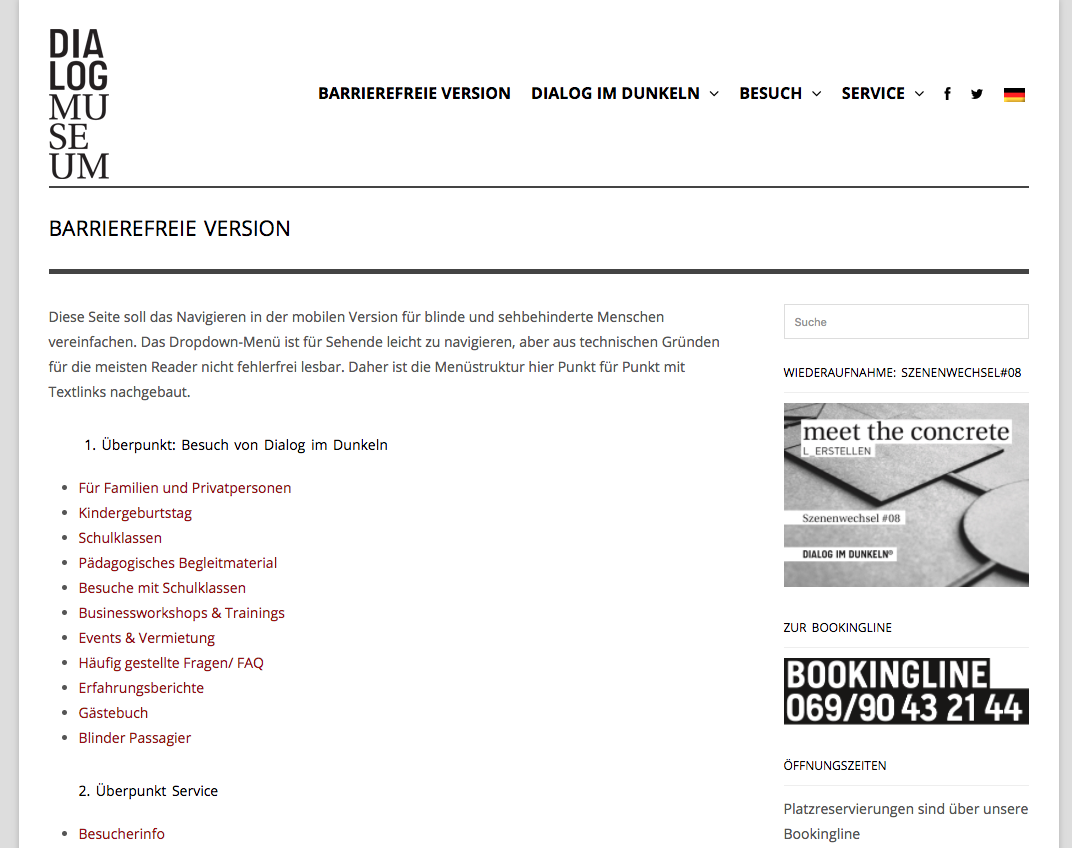 DIA
LOG
MU
SE
UM
BARRIEREFREIE VERSION DIALOG IM DUNKELN BESUCH SERVICE
BARRIEREFREIE VERSION
Diese Seite soll das Navigieren in der mobilen Version für blinde und sehbehinderte Menschen
vereinfachen. Das Dropdown-Menü ist für Sehende leicht zu navigieren, aber aus technischen Gründen
für die meisten Reader nicht fehlerfrei lesbar. Daher ist die Menüstruktur hier Punkt für Punkt mit
Textlinks nachgebaut.
1. Überpunkt: Besuch von Dialog im Dunkeln
• Für Familien und Privatpersonen
• Kindergeburtstag
• Schulklassen
• Pädagogisches Begleitmaterial
• Besuche mit Schulklassen
• Businessworkshops & Trainings
• Events & Vermietung
• Häufig gestellte Fragen/ FAQ
• Erfahrungsberichte
• Gästebuch
• Blinder Passagier
2. Überpunkt Service
• Besucherinfo
Suche
WIEDERAUFNAHME: SZENENWECHSEL#08
meet the concrete
L_ERSTELLEN
Szenenwechsel #08
DIALOG IM DUNKELN®
ZUR BOOKINGLINE
BOOKINGLINE
069/90 43 21 44
ÖFFNUNGSZEITEN
Platzreservierungen sind über unsere
Bookingline